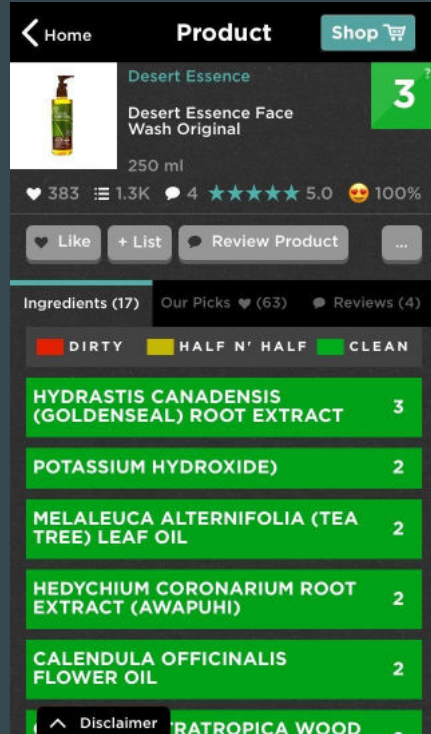 Home
Product
Shop
Desert Essence
Desert Essence Face
Wash Original
250 ml
3
?
383
1.3K
4
5.0
100%
Like
+ List
Review Product
...
Ingredients (17)
Our Picks (63)
Reviews (4)
DIRTY
HALF N' HALF
CLEAN
HYDRASTIS CANADENSIS
(GOLDENSEAL) ROOT EXTRACT
3
POTASSIUM HYDROXIDE)
2
MELALEUCA ALTERNIFOLIA (TEA
TREE) LEAF OIL
2
HEDYCHIUM CORONARIUM ROOT
EXTRACT (AWAPUHI)
2
CALENDULA OFFICINALIS
FLOWER OIL
2
Disclaimer
WOOD